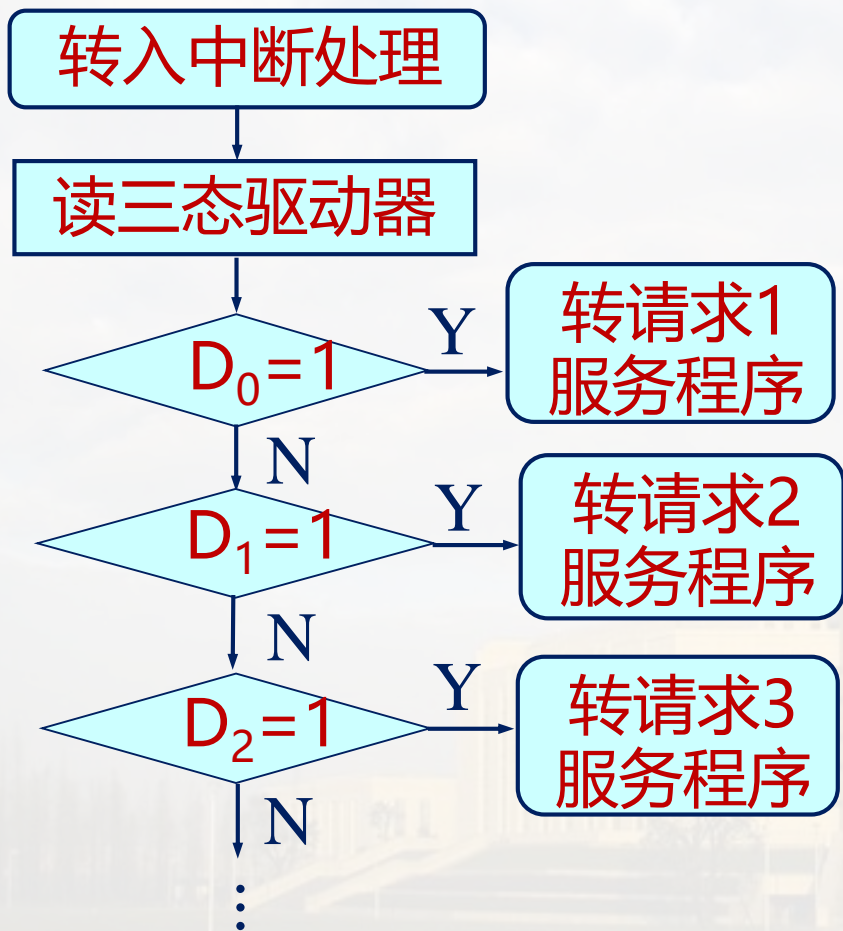 转入中断处理
读三态驱动器
D₀=1
Y
转请求1
服务程序
N
D₁=1
Y
转请求2
服务程序
N
D₂=1
Y
转请求3
服务程序
N
⋮